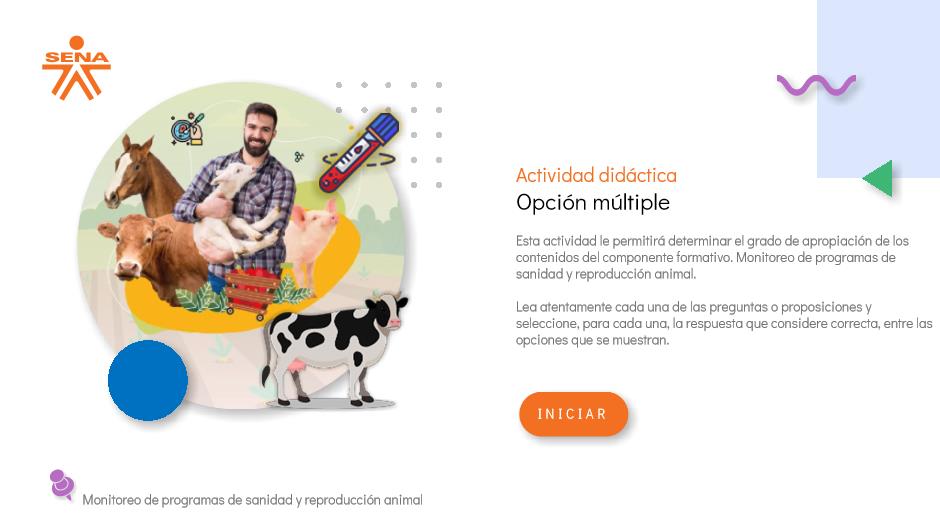 SENA
Actividad didáctica
Opción múltiple
Esta actividad le permitirá determinar el grado de apropiación de los
contenidos del componente formativo. Monitoreo de programas de
sanidad y reproducción animal.
Lea atentamente cada una de las preguntas o proposiciones y
seleccione, para cada una, la respuesta que considere correcta, entre las
opciones que se muestran.
INICIAR
Monitoreo de programas de sanidad y reproducción animal